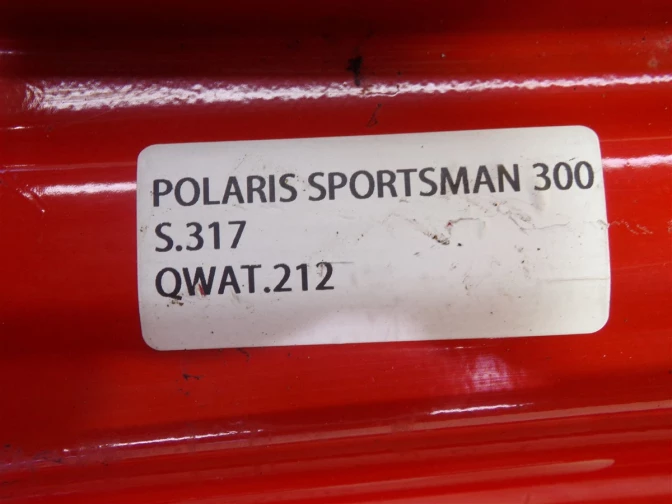 POLARIS SPORTSMAN 300
S.317
QWAT.212